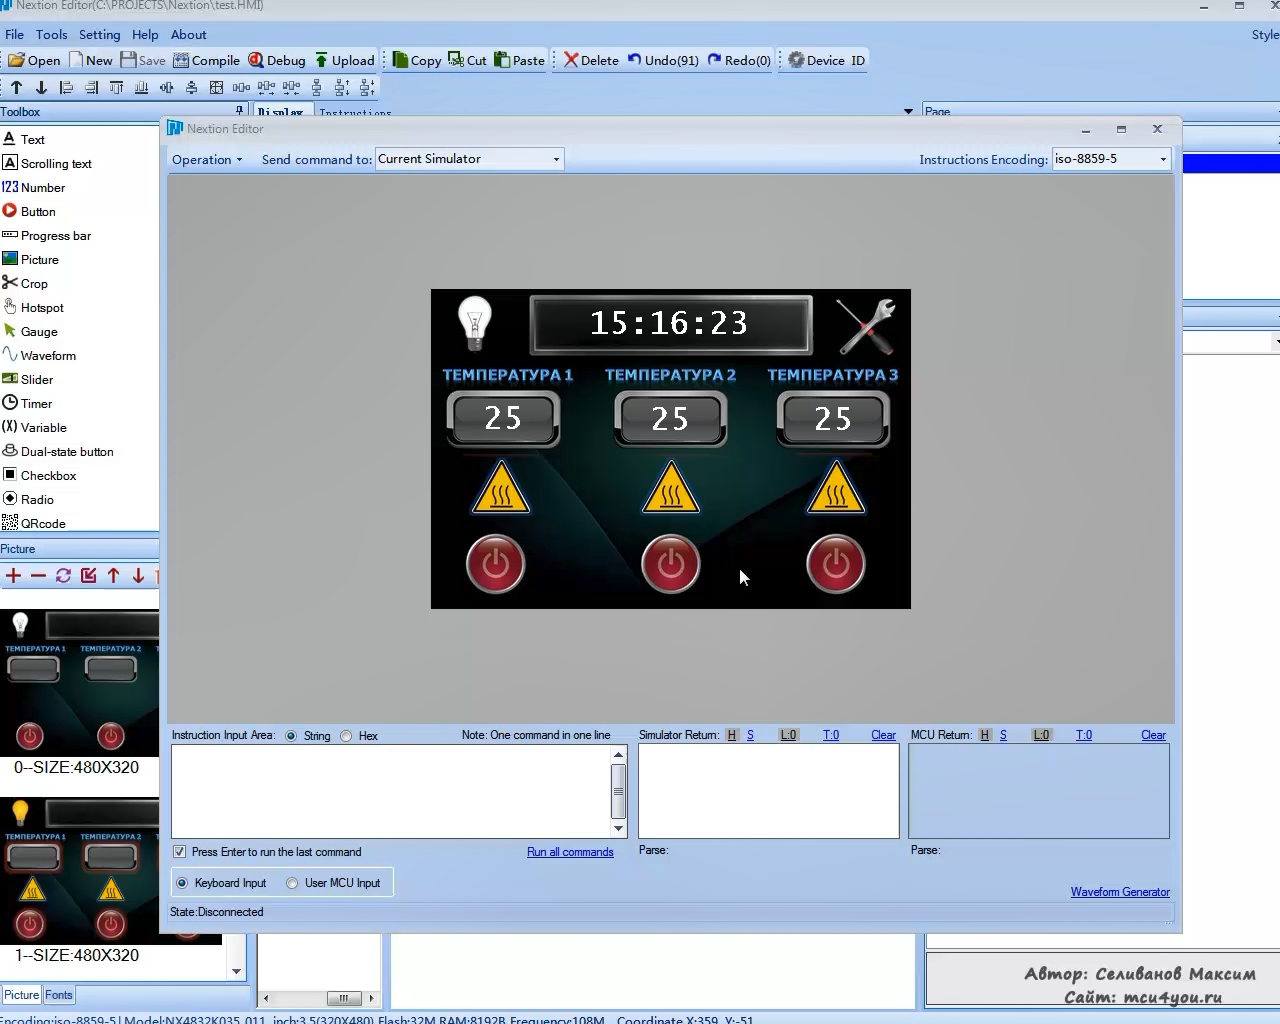 Nextion Editor(C:\PROJECTS\Nextion\test.HMI)
File Tools Setting Help About
Style
Open New Save Compile Debug Upload Copy Cut Paste Delete Undo(91) Redo(0) Device ID
Toolbox
Display Instructions
Page
Text
Scrolling text
123 Number
Button
Progress bar
Picture
Crop
Hotspot
Gauge
Waveform
Slider
Timer
(X) Variable
Dual-state button
Checkbox
Radio
QRcode
Nextion Editor
Operation Send command to: Current Simulator
Instructions Encoding: iso-8859-5
15:16:23
ТЕМПЕРАТУРА 1 ТЕМПЕРАТУРА 2 ТЕМПЕРАТУРА 3
25 25 25
Picture
ТЕМПЕРАТУРА 1 ТЕМПЕРАТУРА 2
0--SIZE:480X320
ТЕМПЕРАТУРА 1 ТЕМПЕРАТУРА 2
1--SIZE:480X320
Picture Fonts
Instruction Input Area: String Hex Note: One command in one line
Simulator Return: H S L:0 T:0 Clear
MCU Return: H S L:0 T:0 Clear
Press Enter to run the last command Run all commands
Parse:
Parse:
Keyboard Input User MCU Input
Waveform Generator
State:Disconnected
Автор: Селиванов Максим
Сайт: mcu4you.ru
Encoding:iso-8859-5 Model:NX4832K035_011 inch:3.5(320X480) Flash:32M RAM:8192B Frequency:108M Coordinate X:359 Y:-51